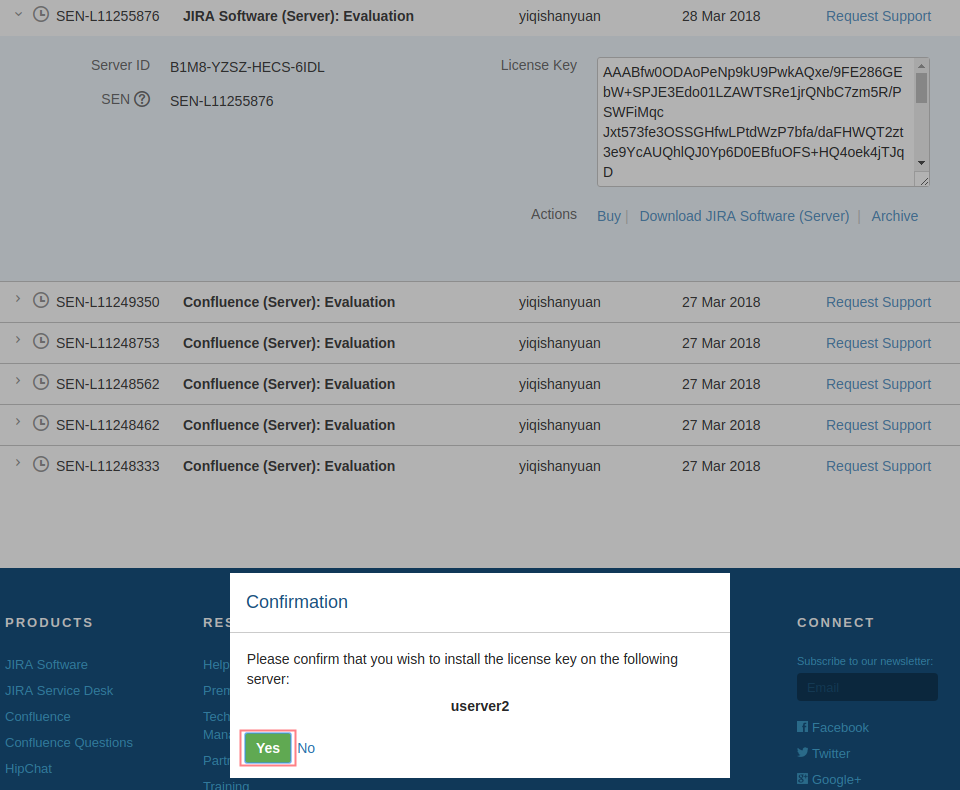 SEN-L11255876 JIRA Software (Server): Evaluation yiqishanyuan 28 Mar 2018 Request Support
Server ID B1M8-YZSZ-HECS-6IDL
SEN ? SEN-L11255876
License Key
AAABfw0ODAoPeNp9kU9PwkAQxe/9FE286GE
bW+SPJE3Edo01LZAWTSRe1jrQNbC7zm5R/P
SWFiMqc
Jxt573fe3OSSGHfwLPtdWzP7bfa/daFHWQT2zt
3e9YcAUQhlQJ0Yp6D0EBfuOFS+HQ4oek4jTJq
D
Actions Buy | Download JIRA Software (Server) | Archive
SEN-L11249350 Confluence (Server): Evaluation yiqishanyuan 27 Mar 2018 Request Support
SEN-L11248753 Confluence (Server): Evaluation yiqishanyuan 27 Mar 2018 Request Support
SEN-L11248562 Confluence (Server): Evaluation yiqishanyuan 27 Mar 2018 Request Support
SEN-L11248462 Confluence (Server): Evaluation yiqishanyuan 27 Mar 2018 Request Support
SEN-L11248333 Confluence (Server): Evaluation yiqishanyuan 27 Mar 2018 Request Support
Confirmation
Please confirm that you wish to install the license key on the following
server:
userver2
Yes No
PRODUCTS
JIRA Software
JIRA Service Desk
Confluence
Confluence Questions
HipChat
RES
Help
Prem
Tech
Mana
Partn
Training
CONNECT
Subscribe to our newsletter:
Email
Facebook
Twitter
Google+